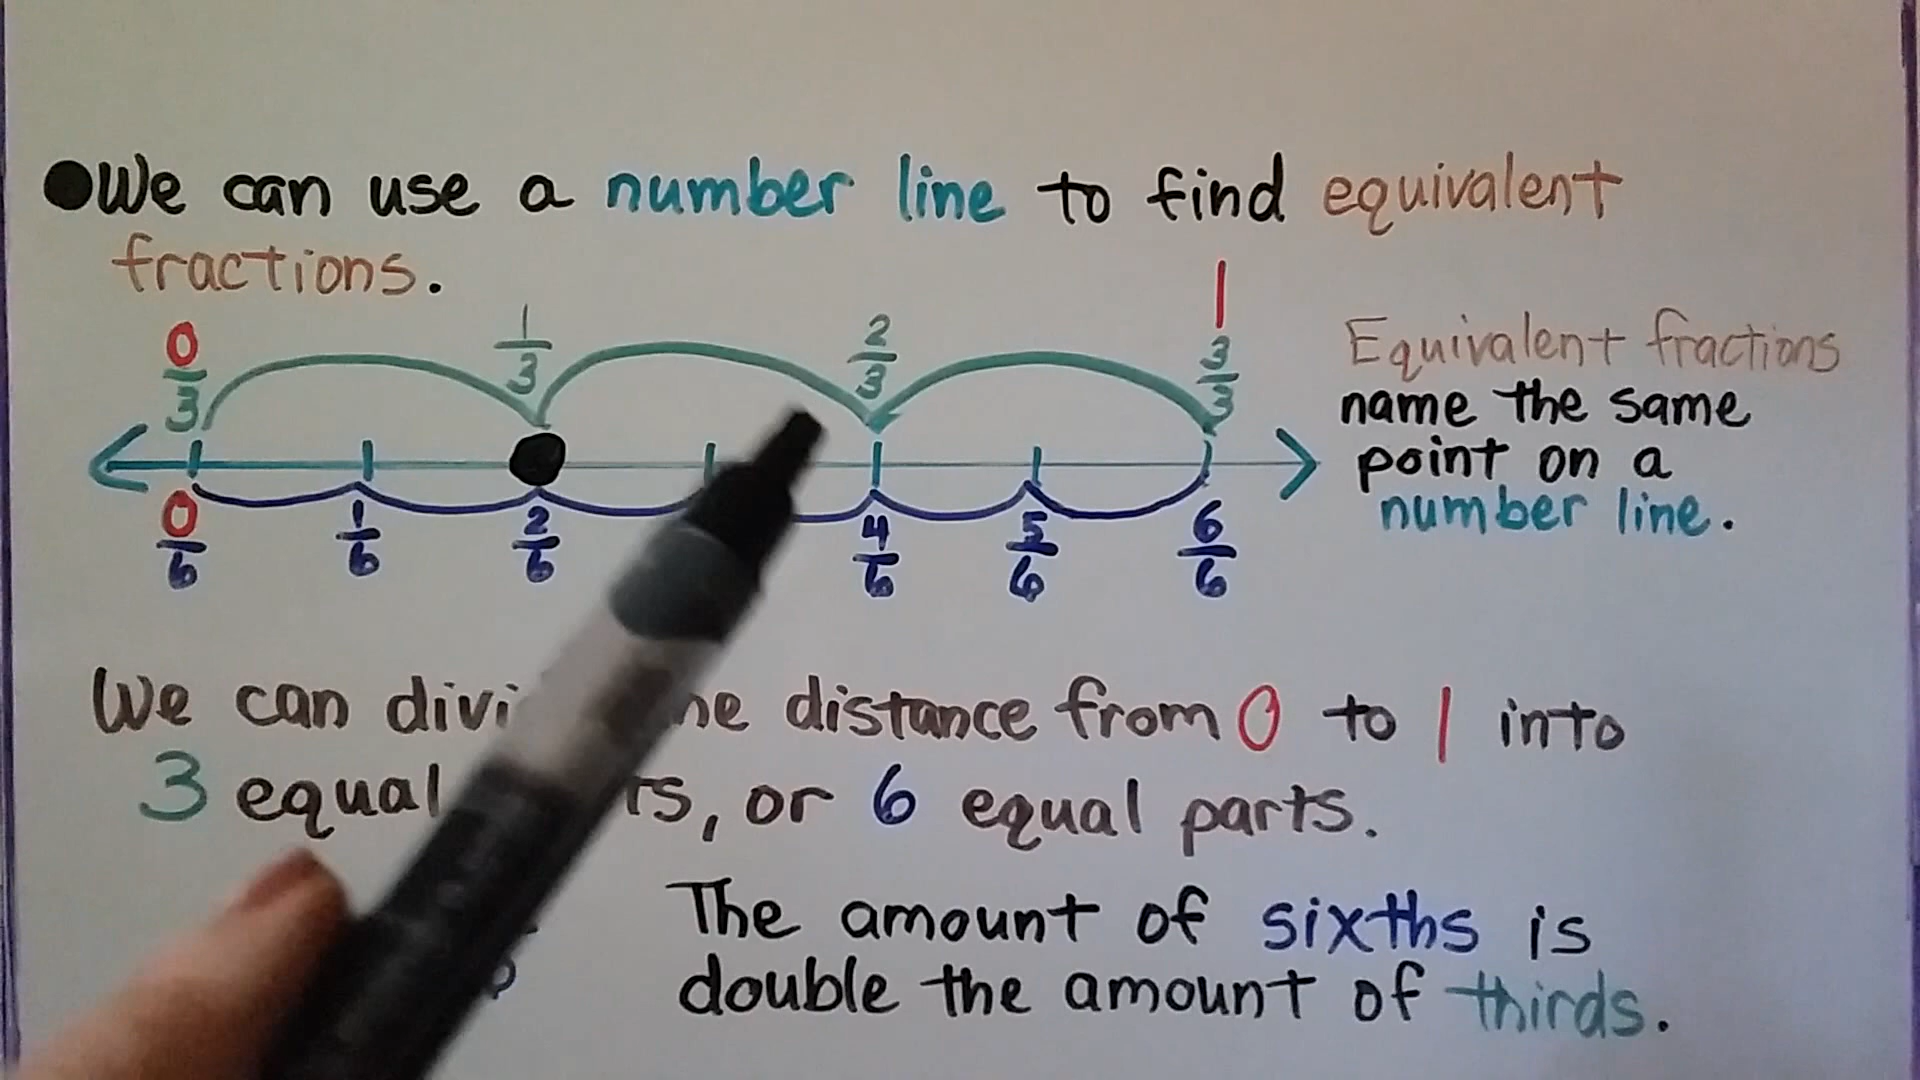 ●We can use a number line to find equivalent
fractions.
0/3 1/3 2/3 3/3 1
0/6 1/6 2/6 4/6 5/6 6/6
Equivalent fractions
name the same
point on a
number line.
We can distance from 0 to 1 into
3 equal , or 6 equal parts.
The amount of sixths is
double the amount of thirds.